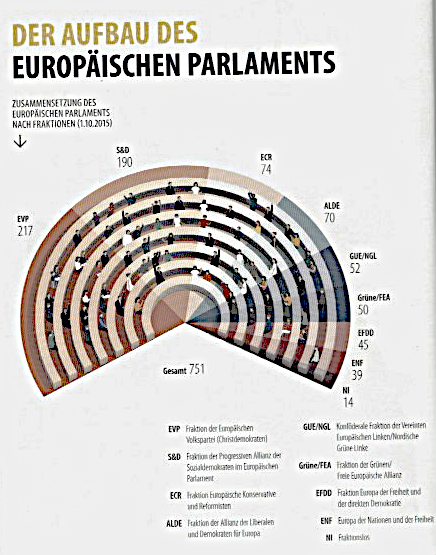 DER AUFBAU DES
EUROPÄISCHEN PARLAMENTS
ZUSAMMENSETZUNG DES
EUROPÄISCHEN PARLAMENTS
NACH FRAKTIONEN (1.10.2015)
S&D
190
ECR
74
ALDE
70
EVP
217
GUE/NGL
52
Grüne/FEA
50
EFDD
45
ENF
39
NI
14
Gesamt 751
EVP Fraktion der Europäischen
Volkspartei (Christdemokraten)
S&D Fraktion der Progressiven Allianz der
Sozialdemokraten im Europäischen
Parlament
ECR Fraktion Europäische Konservative
und Reformisten
ALDE Fraktion der Allianz der Liberalen
und Demokraten für Europa
GUE/NGL Konföderale Fraktion der Vereinten
Europäischen Linken/Nordische
Grüne Linke
Grüne/FEA Fraktion der Grünen/
Freie Europäische Allianz
EFDD Fraktion Europa der Freiheit und
der direkten Demokratie
ENF Europa der Nationen und der Freiheit
NI Fraktionslos